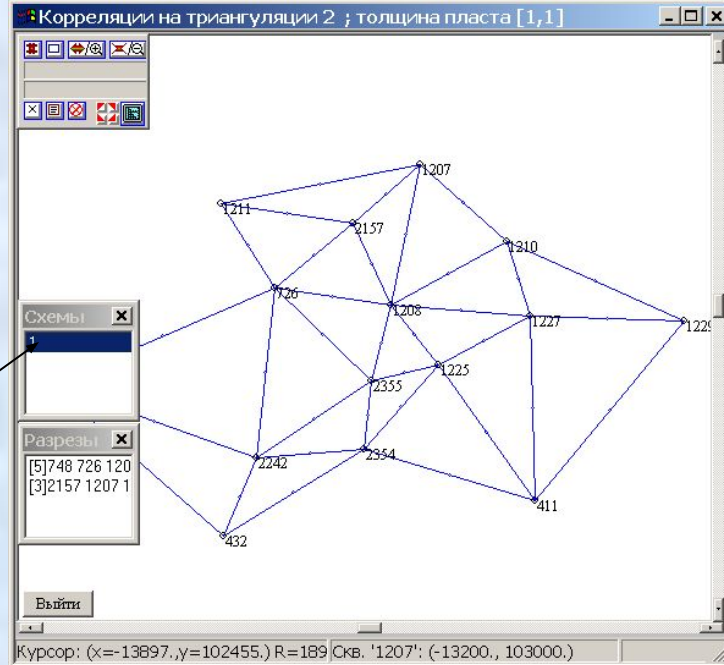 Корреляции на триангуляции 2 ; толщина пласта [1,1]
1207
1211
2157
1210
726
1208
1227
1229
Схемы
1
1225
2355
Разрезы
[5]748 726 120
[3]2157 1207 1
2242
2354
411
432
Выйти
Курсор: (x=-13897.,y=102455.) R=189 Скв. '1207': (-13200., 103000.)